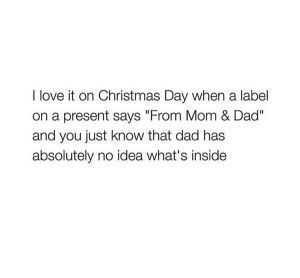 I love it on Christmas Day when a label
on a present says "From Mom & Dad"
and you just know that dad has
absolutely no idea what's inside